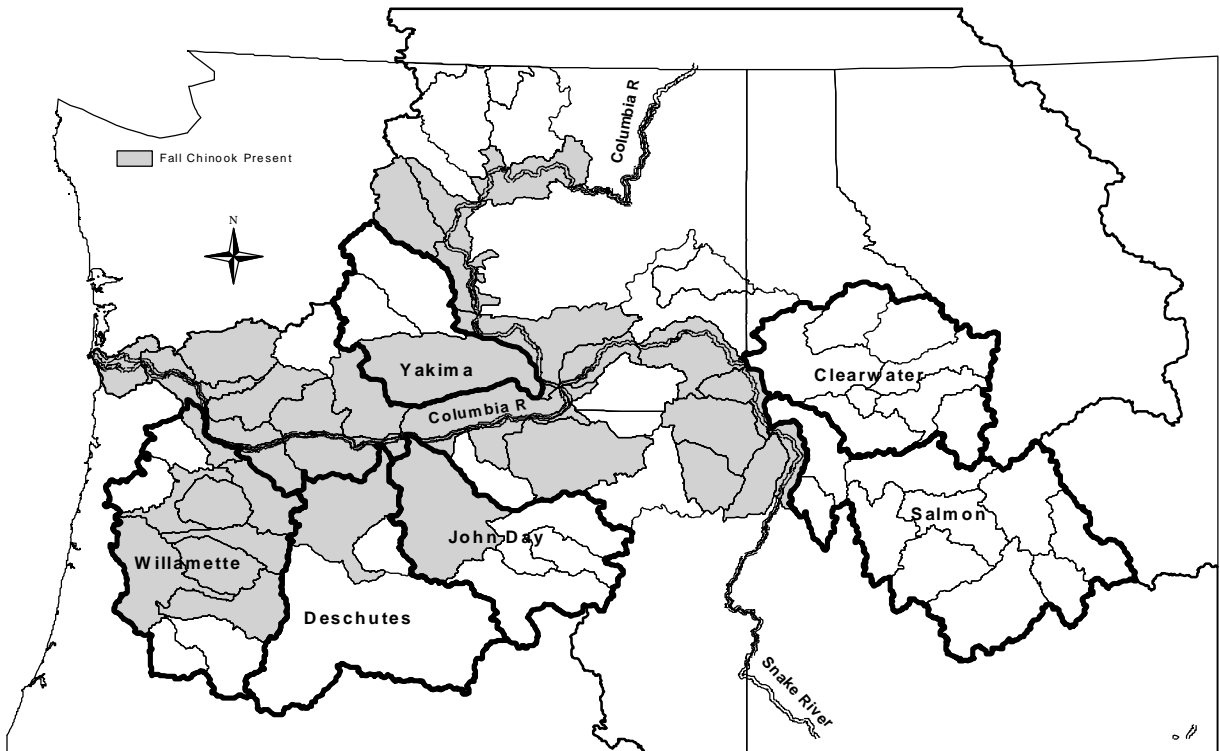 Columbia R
Fall Chinook Present
N
Yakima
Clearwater
Columbia R
Salmon
John Day
Willamette
Deschutes
Snake River